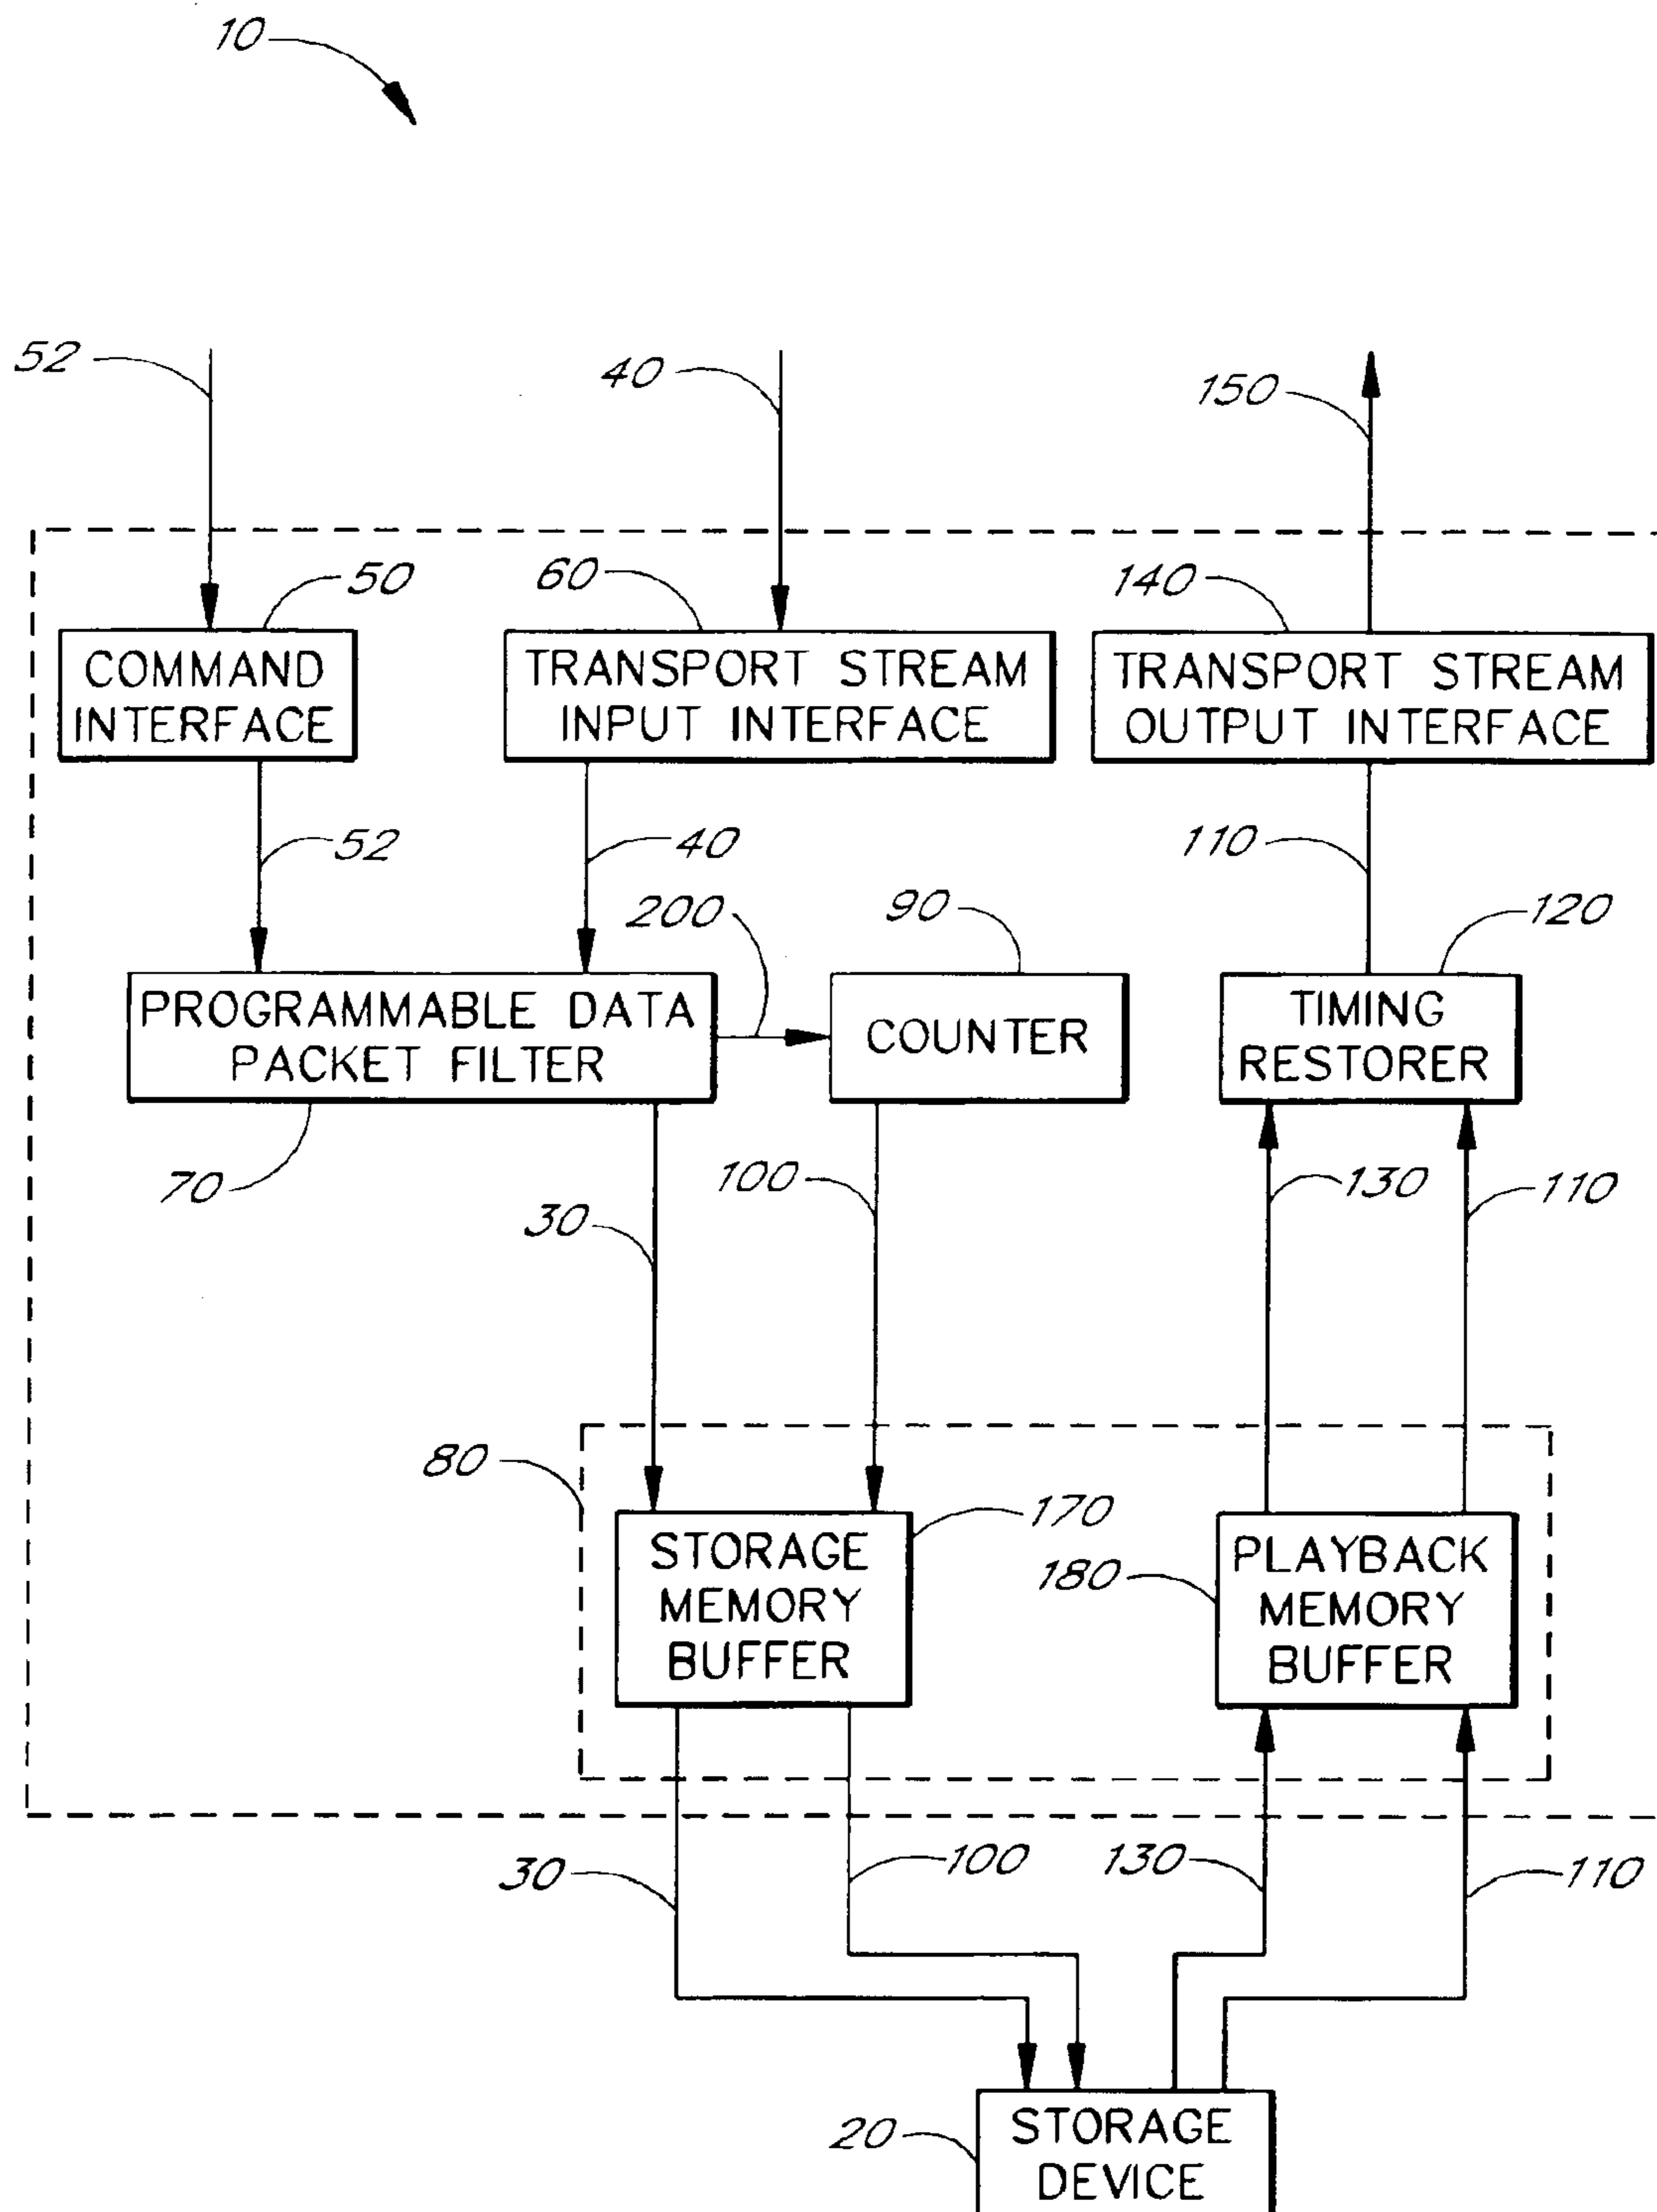 10
52
40
150
50
60
140
COMMAND
INTERFACE
TRANSPORT STREAM
INPUT INTERFACE
TRANSPORT STREAM
OUTPUT INTERFACE
52
40
110
200
90
120
PROGRAMMABLE DATA
PACKET FILTER
COUNTER
TIMING
RESTORER
70
30
100
130
110
80
170
180
STORAGE
MEMORY
BUFFER
PLAYBACK
MEMORY
BUFFER
30
100
130
110
20
STORAGE
DEVICE